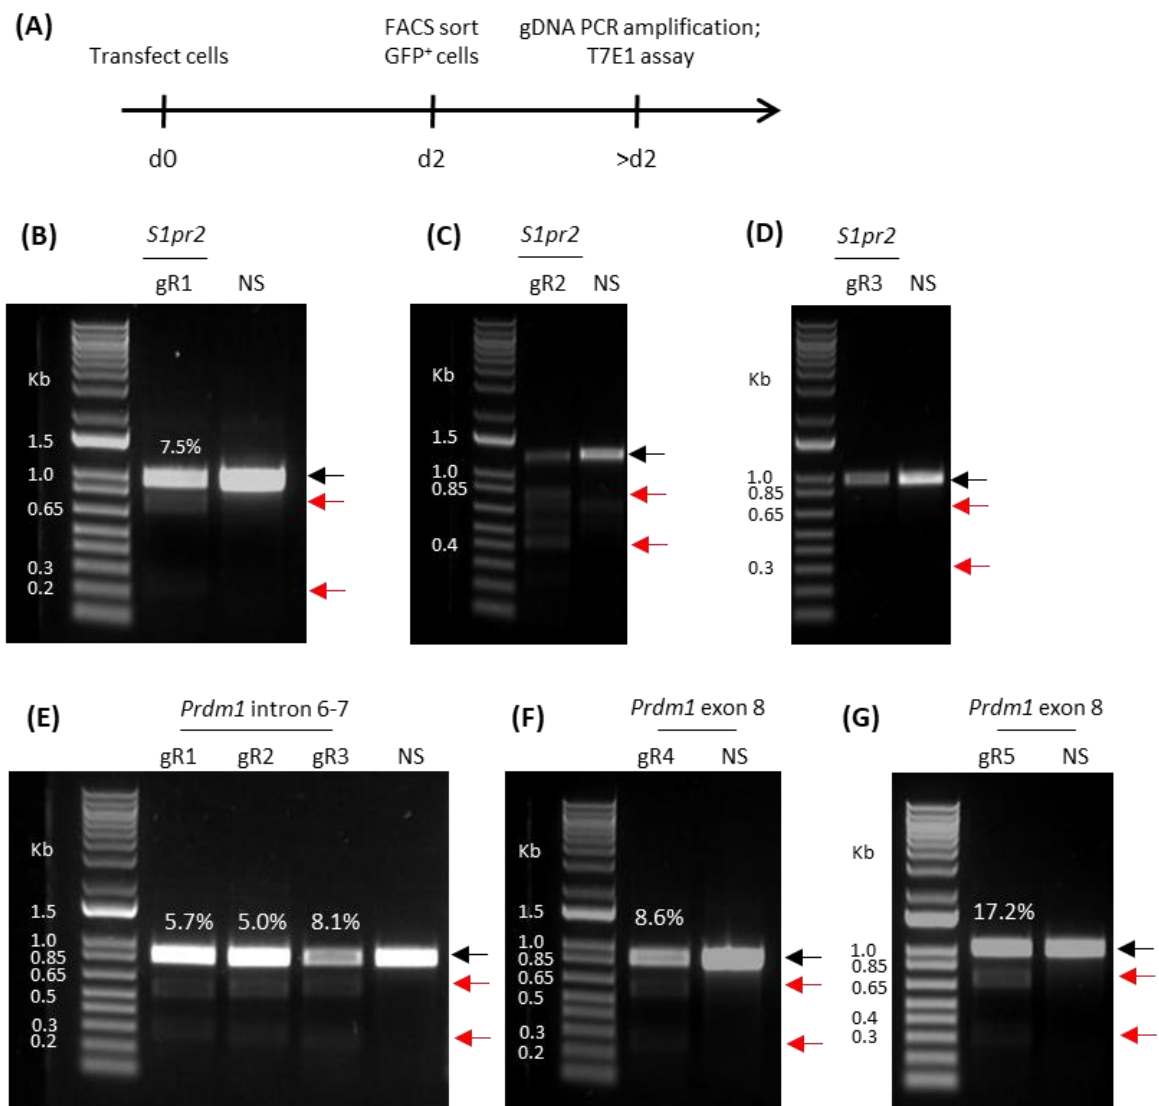 (A)
Transfect cells
FACS sort
GFP⁺ cells
gDNA PCR amplification;
T7E1 assay
d0
d2
>d2
(B)
S1pr2
gR1 NS
Kb
1.5
7.5%
1.0
0.65
0.3
0.2
(C)
S1pr2
gR2 NS
Kb
1.5
1.0
0.85
0.4
(D)
S1pr2
gR3 NS
Kb
1.0
0.85
0.65
0.3
(E)
Prdm1 intron 6-7
gR1 gR2 gR3 NS
Kb
1.5
5.7% 5.0% 8.1%
1.0
0.85
0.65
0.5
0.3
0.2
(F)
Prdm1 exon 8
gR4 NS
Kb
1.5
8.6%
1.0
0.85
0.65
0.5
0.3
0.2
(G)
Prdm1 exon 8
gR5 NS
Kb
17.2%
1.0
0.85
0.65
0.4
0.3